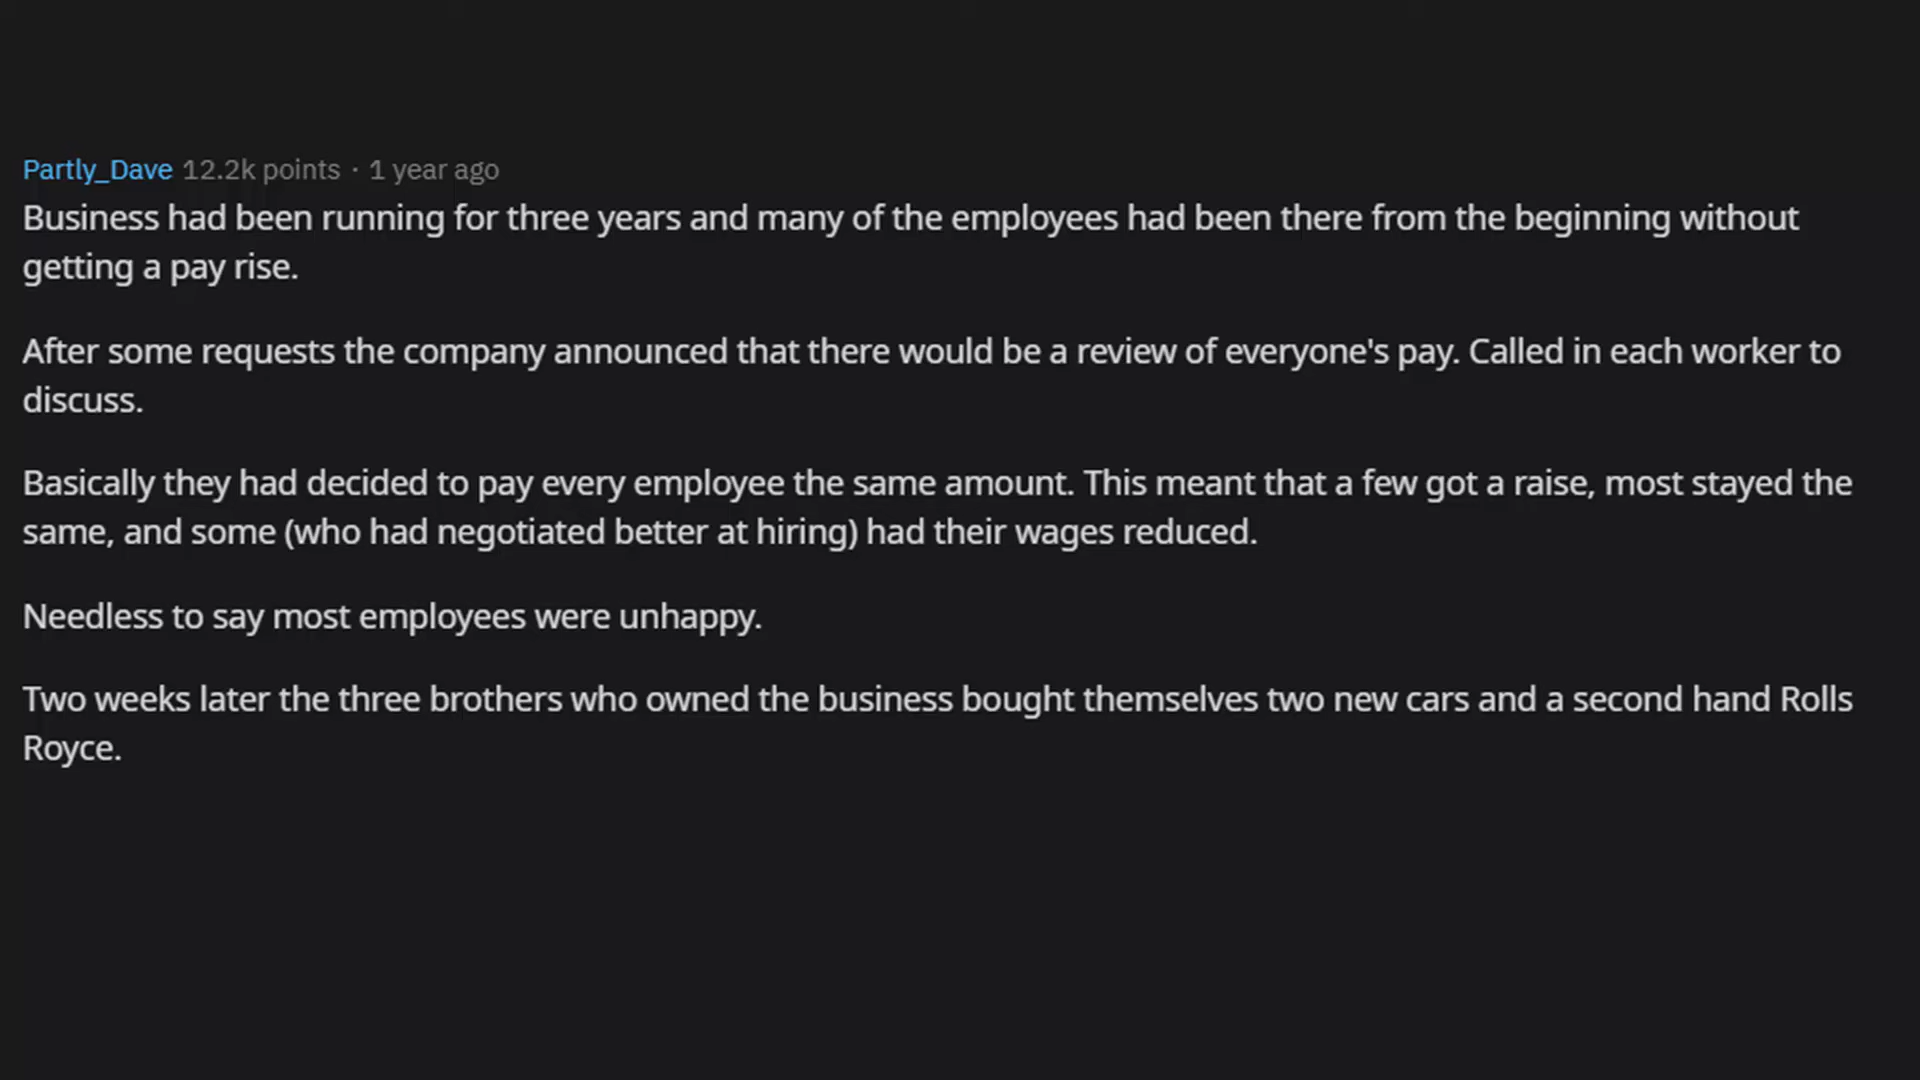 Partly_Dave 12.2k points · 1 year ago
Business had been running for three years and many of the employees had been there from the beginning without
getting a pay rise.
After some requests the company announced that there would be a review of everyone's pay. Called in each worker to
discuss.
Basically they had decided to pay every employee the same amount. This meant that a few got a raise, most stayed the
same, and some (who had negotiated better at hiring) had their wages reduced.
Needless to say most employees were unhappy.
Two weeks later the three brothers who owned the business bought themselves two new cars and a second hand Rolls
Royce.